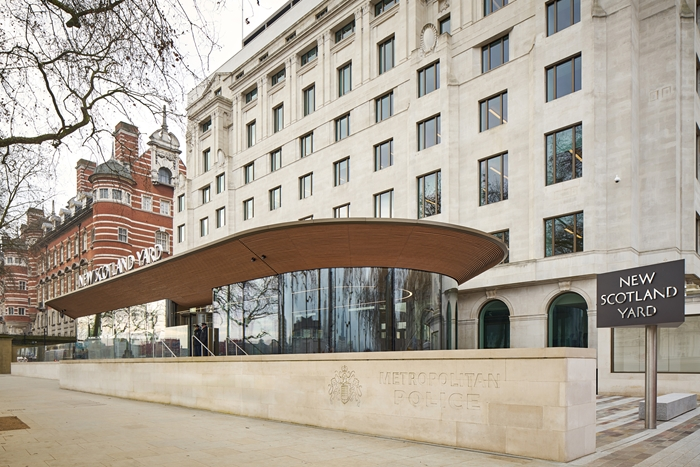 NEW SCOTLAND YARD
NEW
SCOTLAND
YARD
METROPOLITAN
POLICE